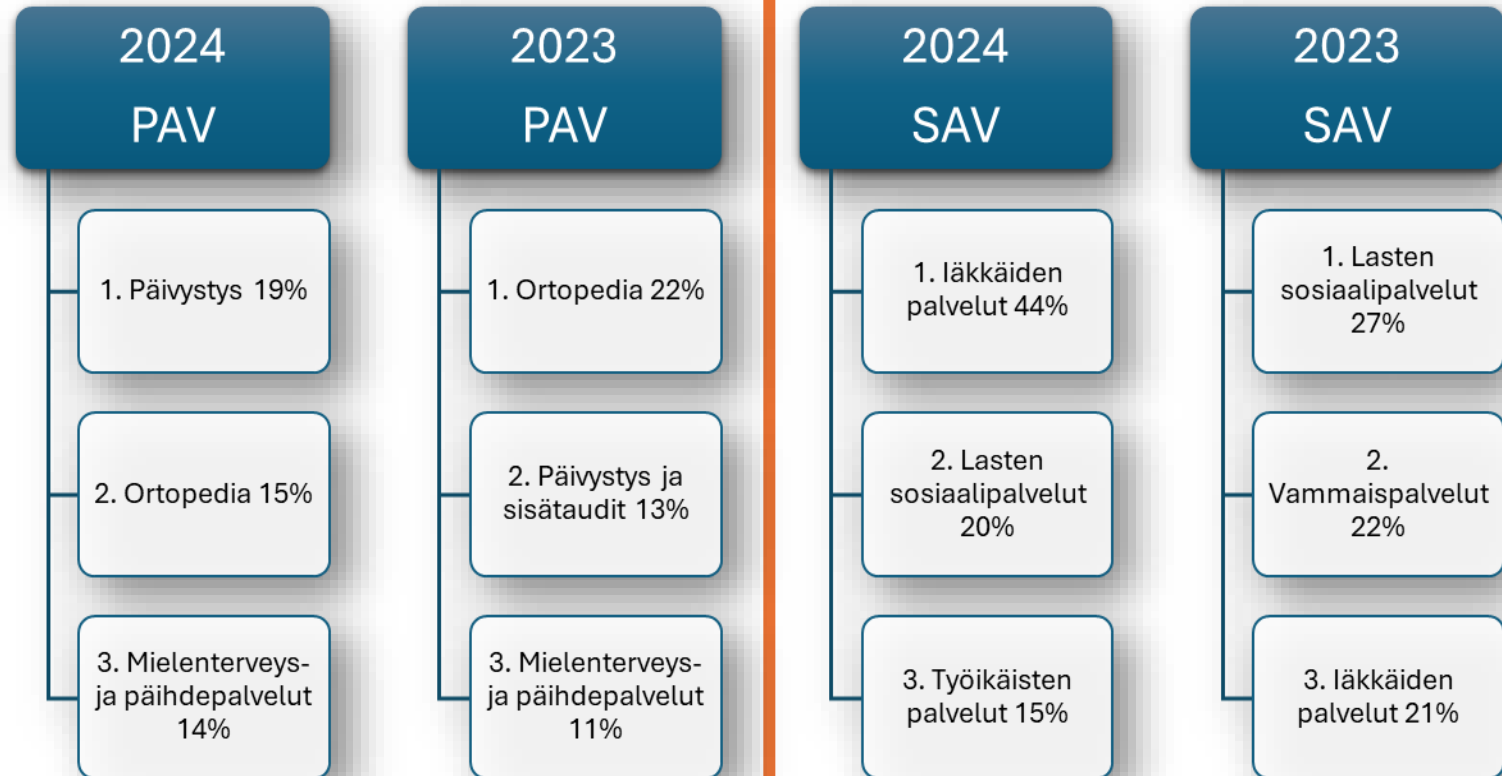 2024
PAV
1. Päivystys 19%
2. Ortopedia 15%
3. Mielenterveys-
ja päihdepalvelut
14%
2023
PAV
1. Ortopedia 22%
2. Päivystys ja
sisätaudit 13%
3. Mielenterveys-
ja päihdepalvelut
11%
2024
SAV
1. Iäkkäiden
palvelut 44%
2. Lasten
sosiaalipalvelut
20%
3. Työikäisten
palvelut 15%
2023
SAV
1. Lasten
sosiaalipalvelut
27%
2.
Vammaispalvelut
22%
3. Iäkkäiden
palvelut 21%